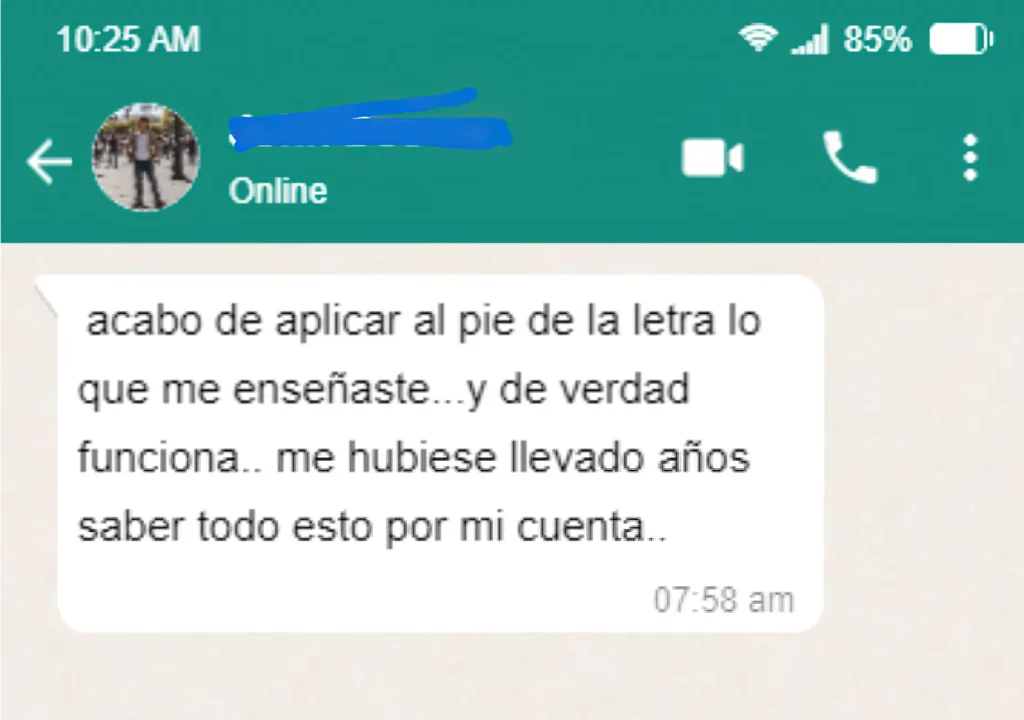 10:25 AM
85%
Online
acabo de aplicar al pie de la letra lo
que me enseñaste...y de verdad
funciona.. me hubiese llevado años
saber todo esto por mi cuenta..
07:58 am